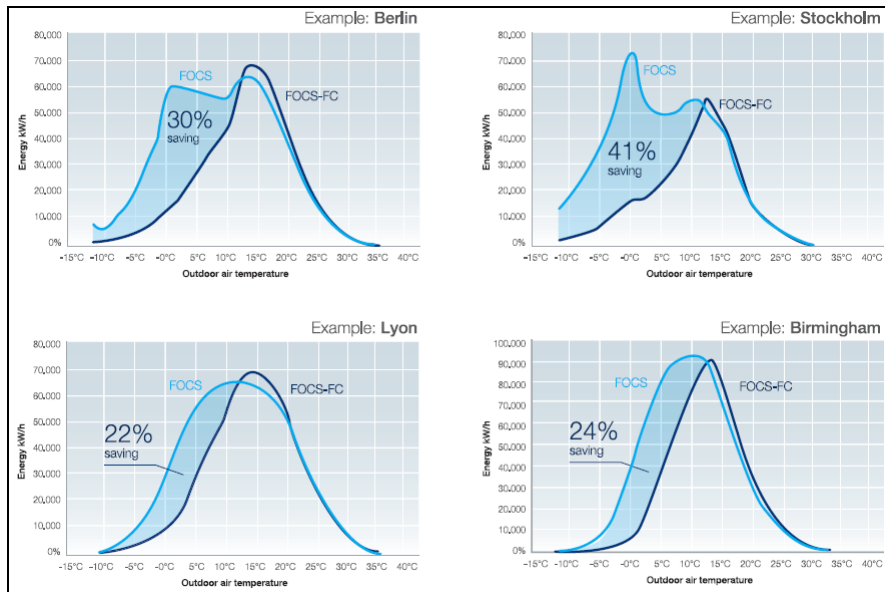 Example: Berlin
80.000
70.000
60.000
50.000
40.000
30.000
20.000
10.000
0%
Energy kW/h
FOCS
FOCS-FC
30%
saving
-15°C -10°C -5°C -0°C 5°C 10°C 15°C 20°C 25°C 30°C 35°C 40°C
Outdoor air temperature
Example: Stockholm
80.000
70.000
60.000
50.000
40.000
30.000
20.000
10.000
0%
Energy kW/h
FOCS
FOCS-FC
41%
saving
-15°C -10°C -5°C -0°C 5°C 10°C 15°C 20°C 25°C 30°C 35°C 40°C
Outdoor air temperature
Example: Lyon
80.000
70.000
60.000
50.000
40.000
30.000
20.000
10.000
0%
Energy kW/h
FOCS
FOCS-FC
22%
saving
-15°C -10°C -5°C -0°C 5°C 10°C 15°C 20°C 25°C 30°C 35°C 40°C
Outdoor air temperature
Example: Birmingham
100.000
90.000
80.000
70.000
60.000
50.000
40.000
30.000
20.000
10.000
0%
Energy kW/h
FOCS
FOCS-FC
24%
saving
-15°C -10°C -5°C -0°C 5°C 10°C 15°C 20°C 25°C 30°C 35°C 40°C
Outdoor air temperature